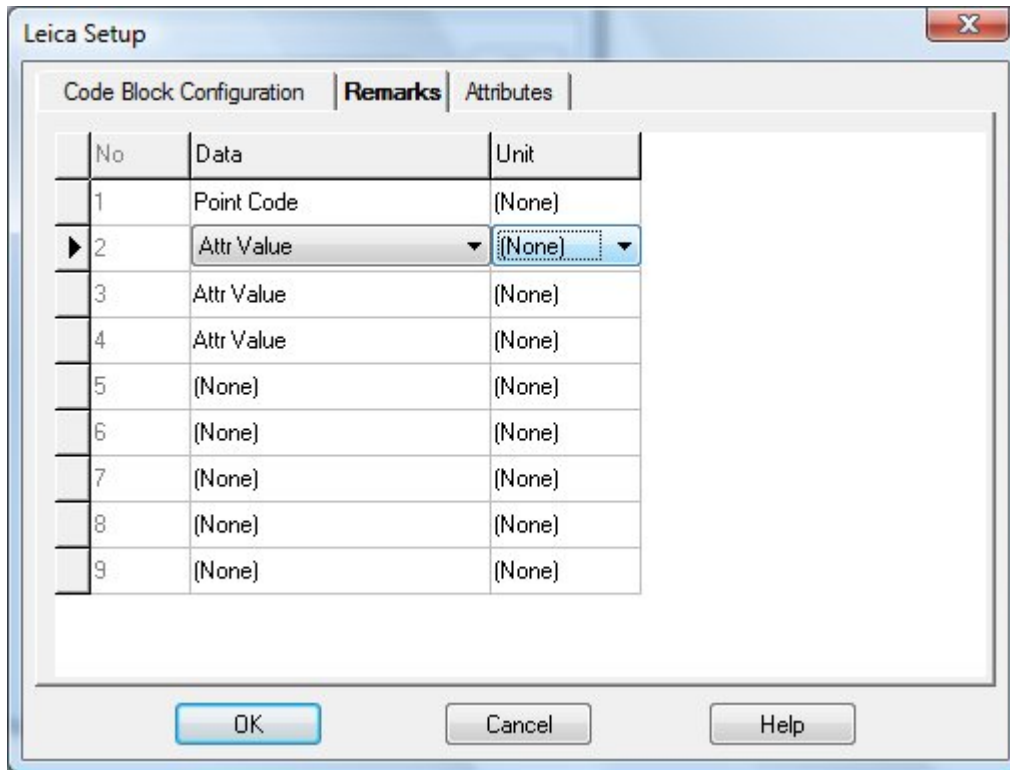 Leica Setup
Code Block Configuration Remarks Attributes
No Data Unit
1 Point Code (None)
2 Attr Value (None)
3 Attr Value (None)
4 Attr Value (None)
5 (None) (None)
6 (None) (None)
7 (None) (None)
8 (None) (None)
9 (None) (None)
OK Cancel Help